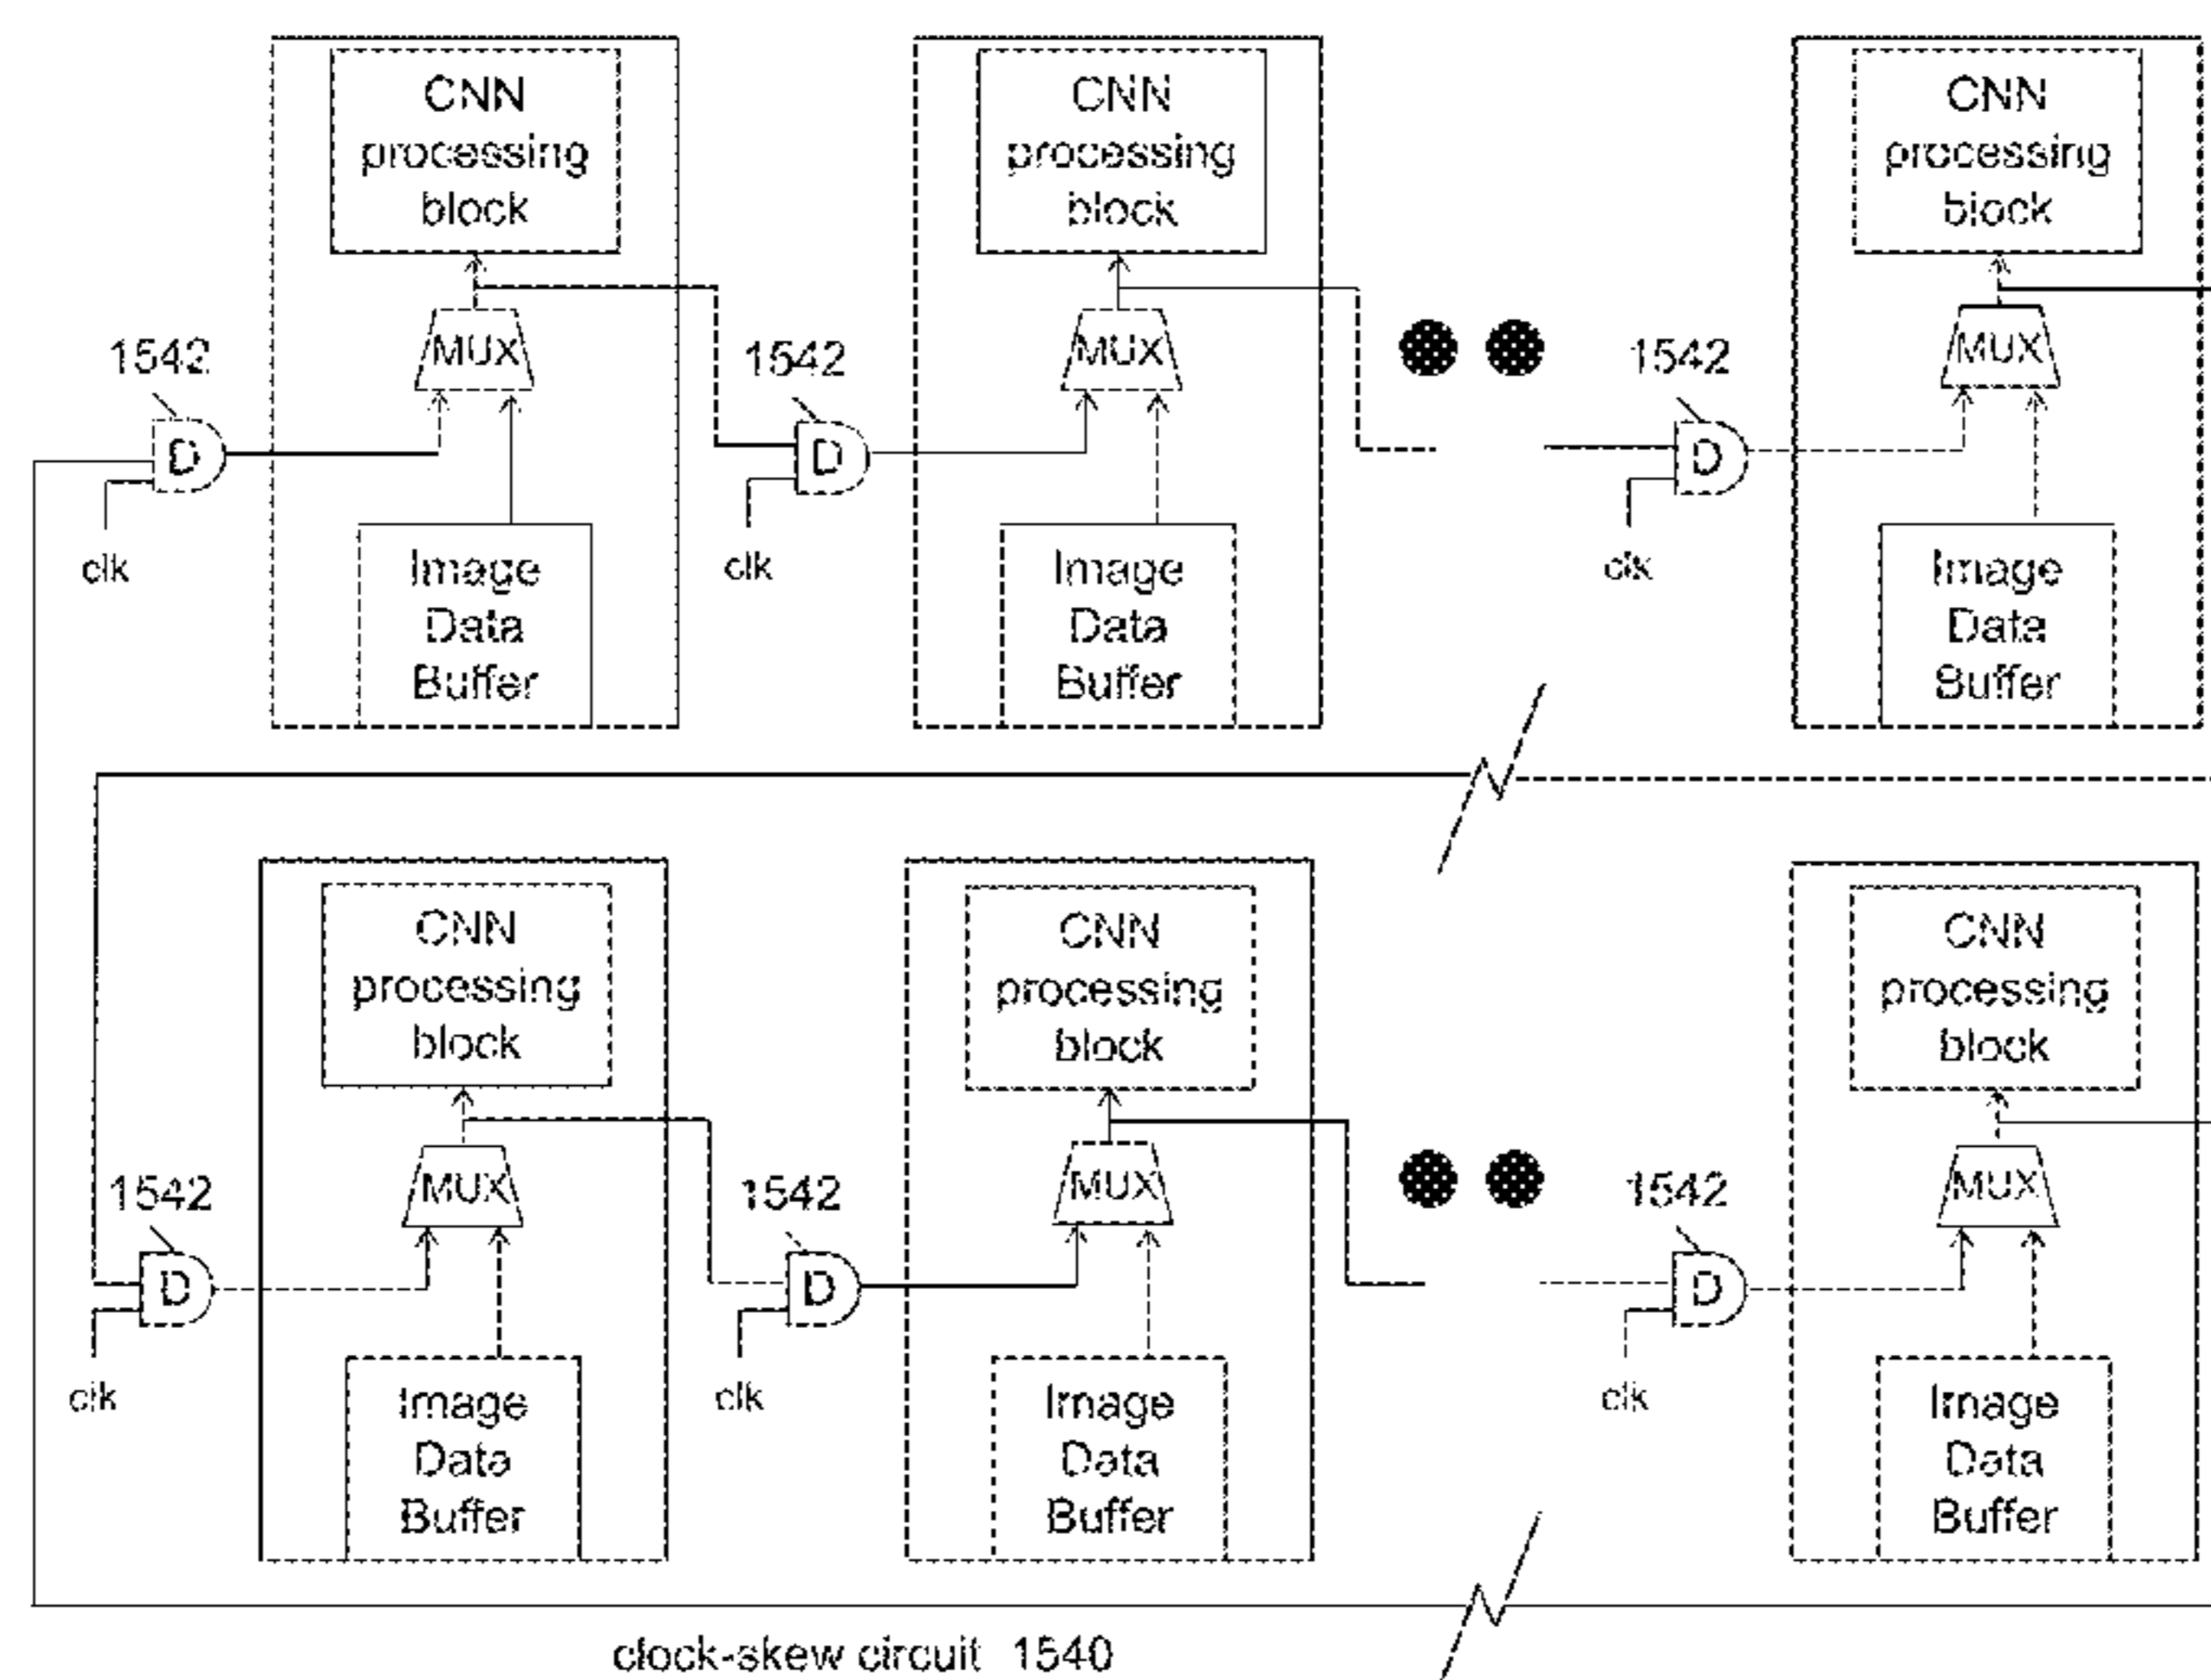 CNN
processing
block
CNN
processing
block
CNN
processing
block
MUX
MUX
MUX
1542
1542
1542
D
D
D
clk
clk
clk
Image
Data
Buffer
Image
Data
Buffer
Image
Data
Buffer
CNN
processing
block
CNN
processing
block
CNN
processing
block
MUX
MUX
MUX
1542
1542
1542
D
D
D
clk
clk
clk
Image
Data
Buffer
Image
Data
Buffer
Image
Data
Buffer
clock-skew circuit 1540